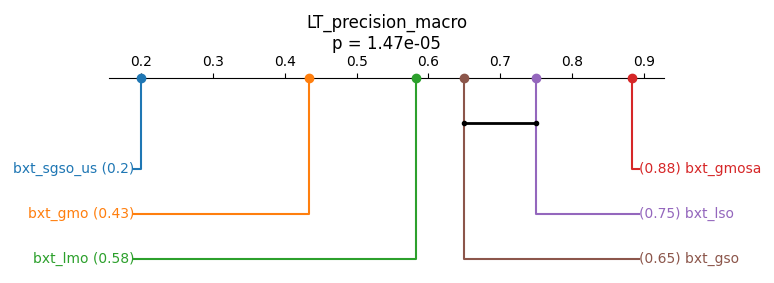 LT_precision_macro
p = 1.47e-05
0.2 0.3 0.4 0.5 0.6 0.7 0.8 0.9
bxt_sgso_us (0.2) (0.88) bxt_gmosa
bxt_gmo (0.43) (0.75) bxt_lso
bxt_lmo (0.58) (0.65) bxt_gso